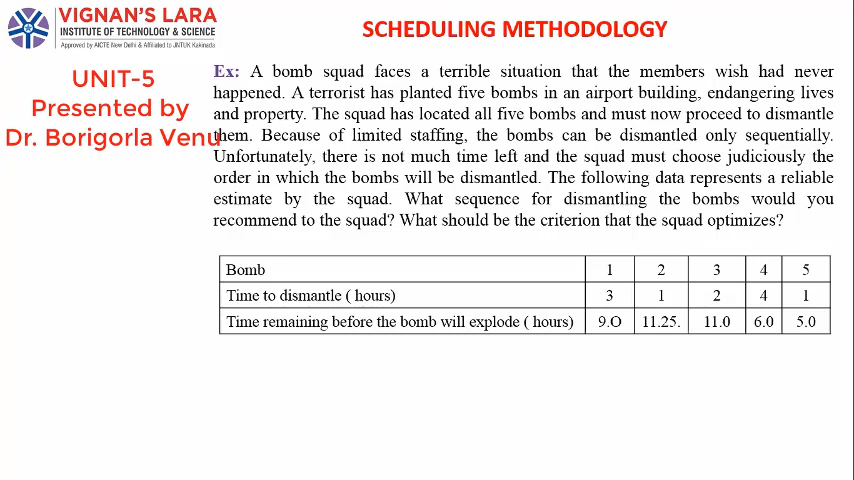 VIGNAN'S LARA
INSTITUTE OF TECHNOLOGY & SCIENCE
Approved by AICTE New Delhi & Affiliated to JNTUK Kakinada
SCHEDULING METHODOLOGY
UNIT-5
Presented by
Dr. Borigorla Venu
Ex: A bomb squad faces a terrible situation that the members wish had never
happened. A terrorist has planted five bombs in an airport building, endangering lives
and property. The squad has located all five bombs and must now proceed to dismantle
them. Because of limited staffing, the bombs can be dismantled only sequentially.
Unfortunately, there is not much time left and the squad must choose judiciously the
order in which the bombs will be dismantled. The following data represents a reliable
estimate by the squad. What sequence for dismantling the bombs would you
recommend to the squad? What should be the criterion that the squad optimizes?
Bomb 1 2 3 4 5
Time to dismantle ( hours) 3 1 2 4 1
Time remaining before the bomb will explode ( hours) 9.O 11.25. 11.0 6.0 5.0